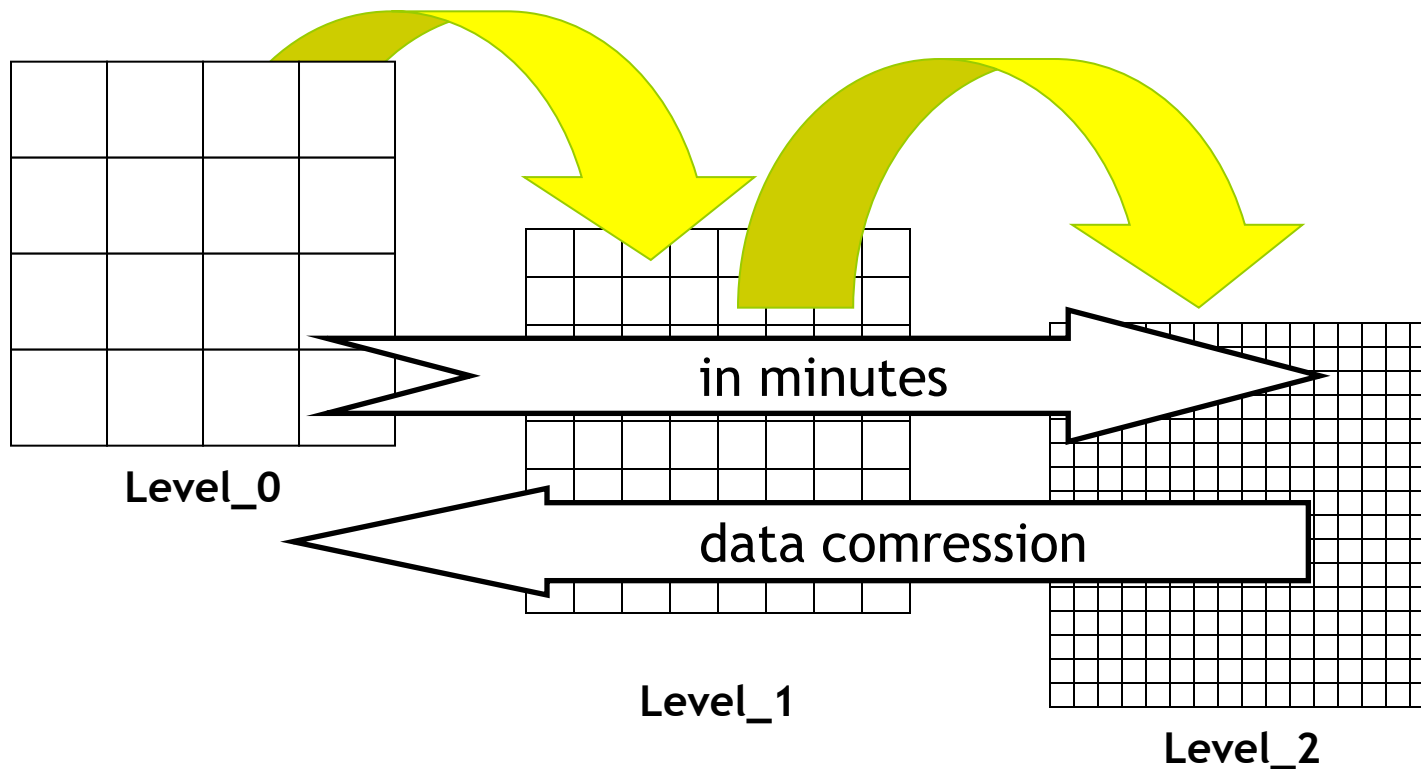 in minutes
Level_0
data comression
Level_1
Level_2